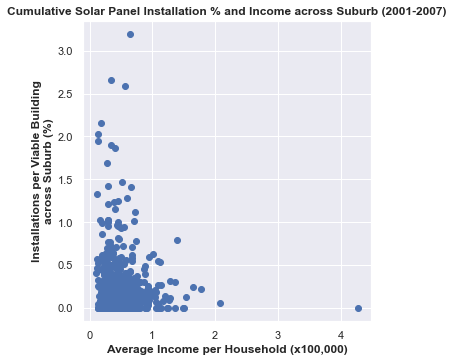 Cumulative Solar Panel Installation % and Income across Suburb (2001-2007)
3.0
2.5
2.0
1.5
1.0
0.5
0.0
Installations per Viable Building
across Suburb (%)
0 1 2 3 4
Average Income per Household (x100,000)